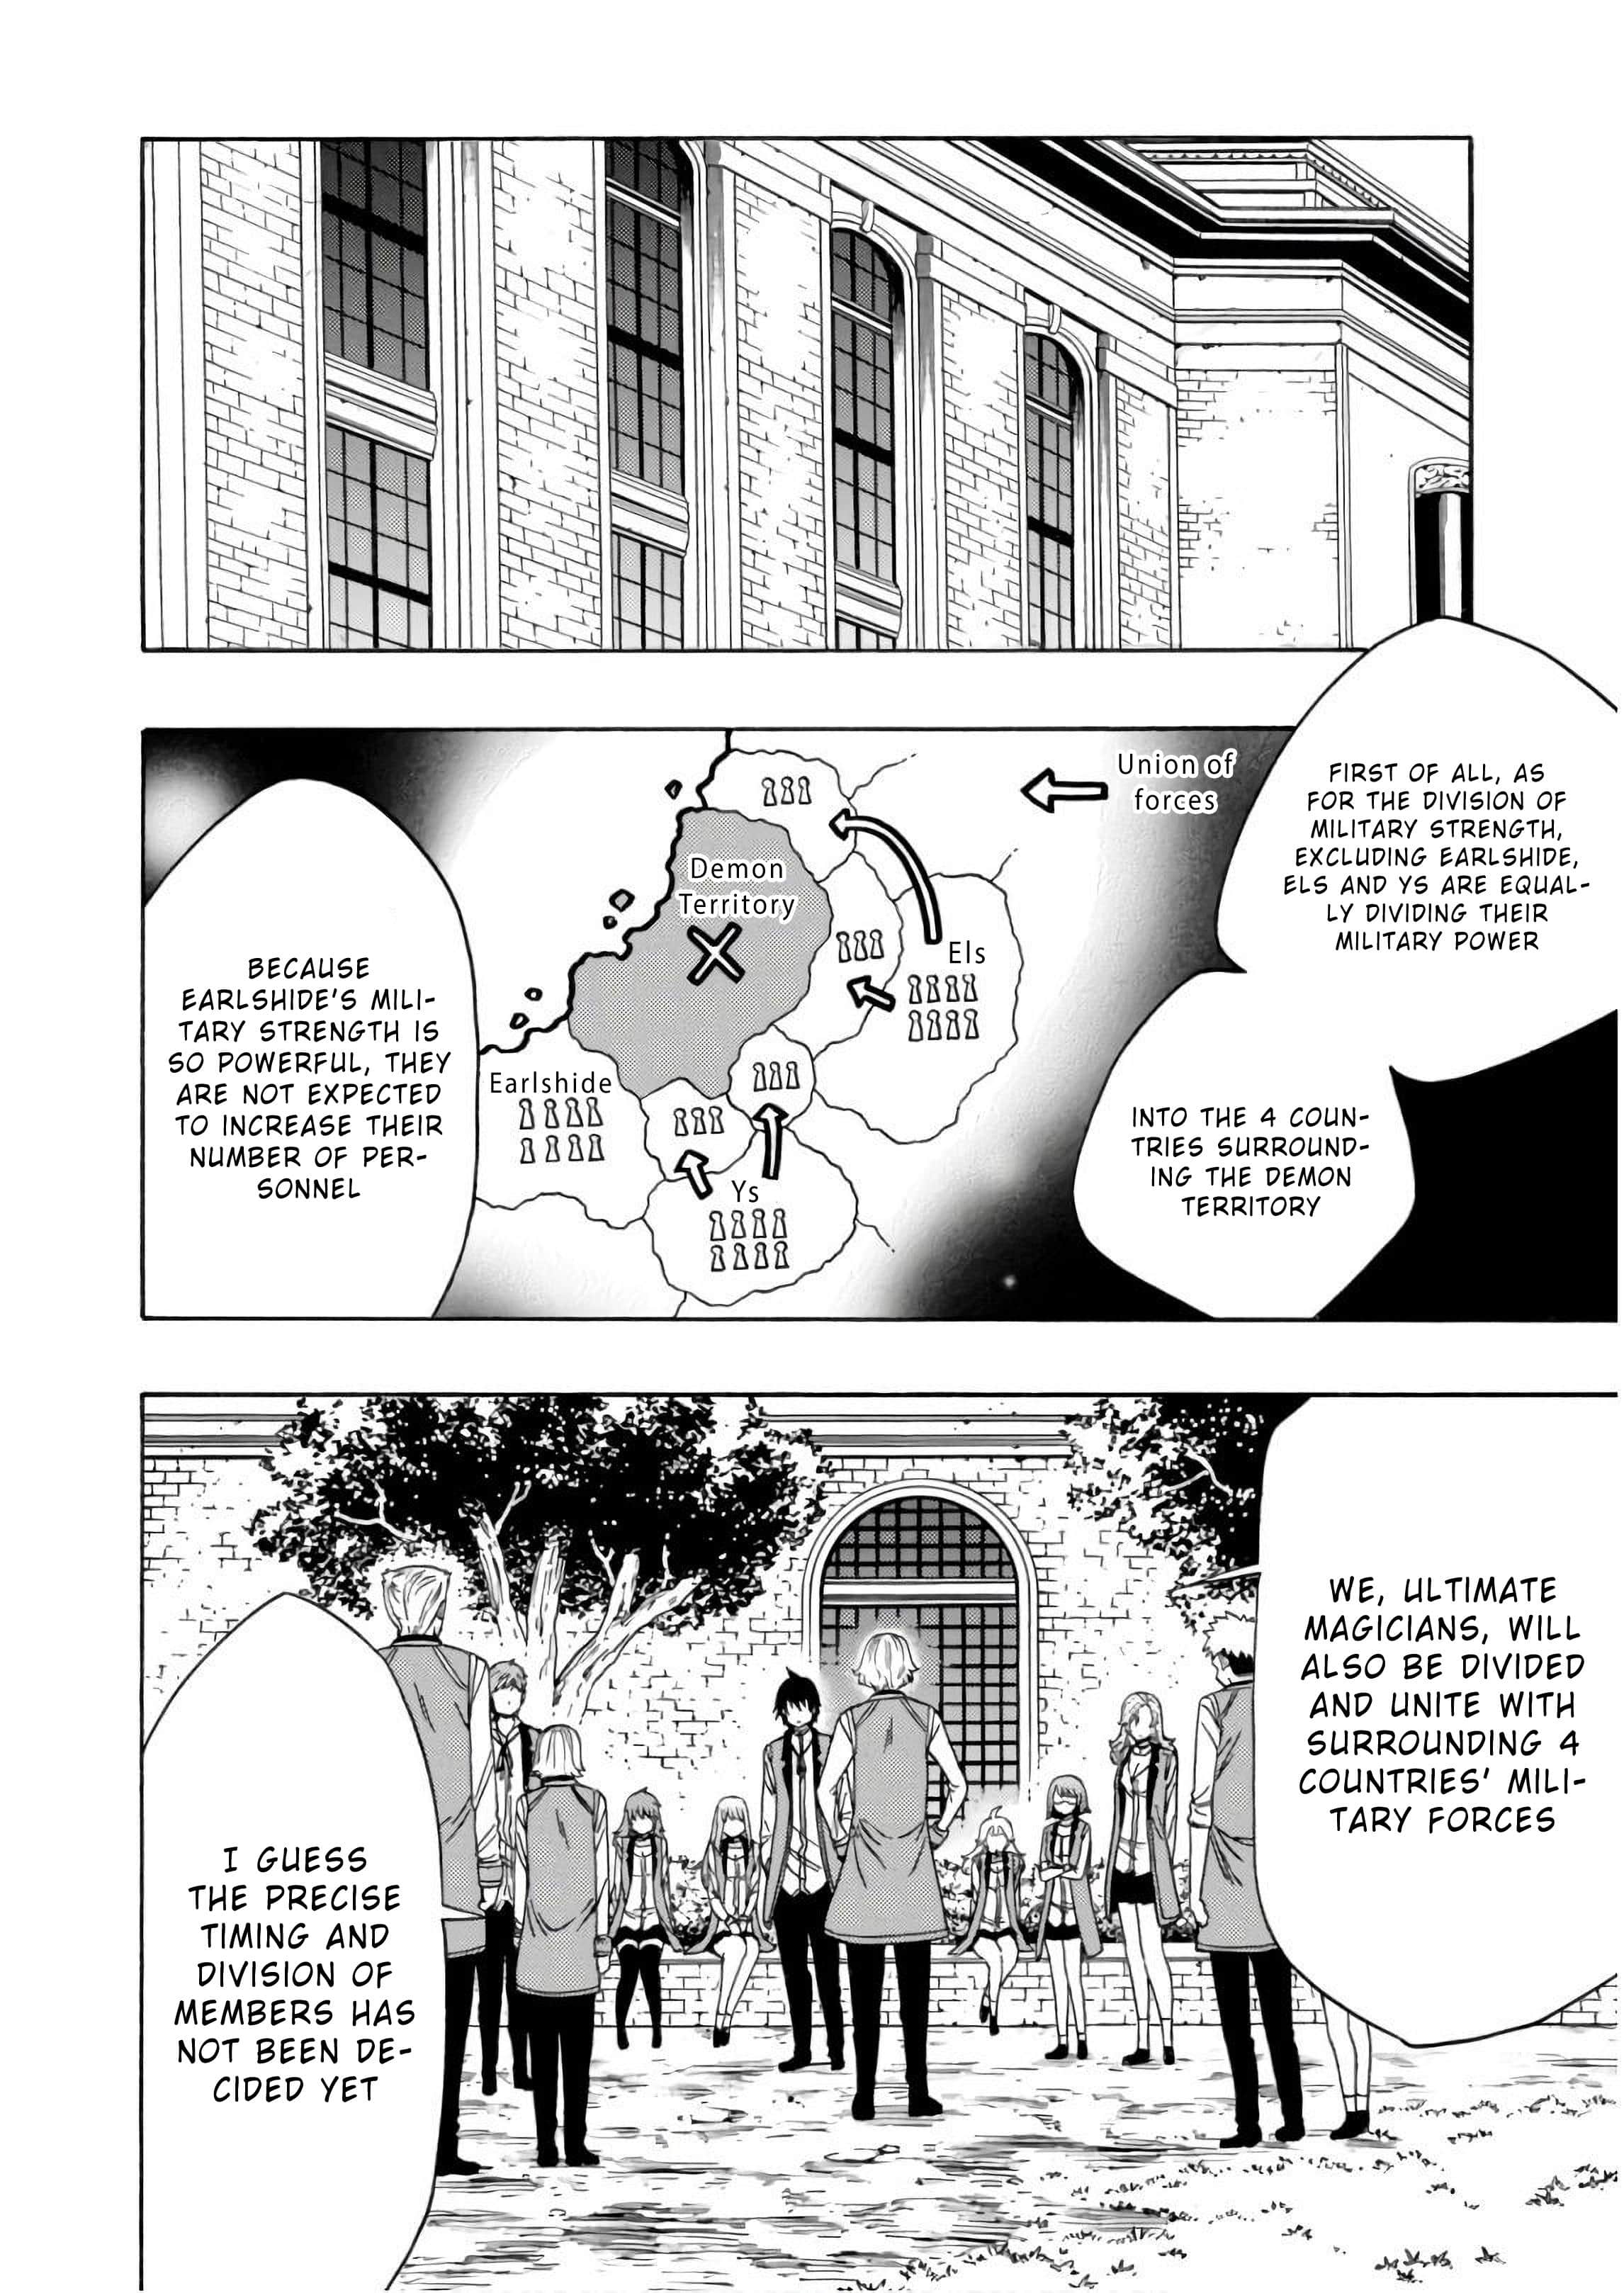 FIRST OF ALL, AS
FOR THE DIVISION OF
MILITARY STRENGTH,
EXCLUDING EARLSHIDE,
ELS AND YS ARE EQUAL-
LY DIVIDING THEIR
MILITARY POWER
INTO THE 4 COUN-
TRIES SURROUND-
ING THE DEMON
TERRITORY
Union of
forces
Demon
Territory
Els
Earlshide
Ys
BECAUSE
EARLSHIDE'S MILI-
TARY STRENGTH IS
SO POWERFUL, THEY
ARE NOT EXPECTED
TO INCREASE THEIR
NUMBER OF PER-
SONNEL
WE, ULTIMATE
MAGICIANS, WILL
ALSO BE DIVIDED
AND UNITE WITH
SURROUNDING 4
COUNTRIES' MILI-
TARY FORCES
I GUESS
THE PRECISE
TIMING AND
DIVISION OF
MEMBERS HAS
NOT BEEN DE-
CIDED YET